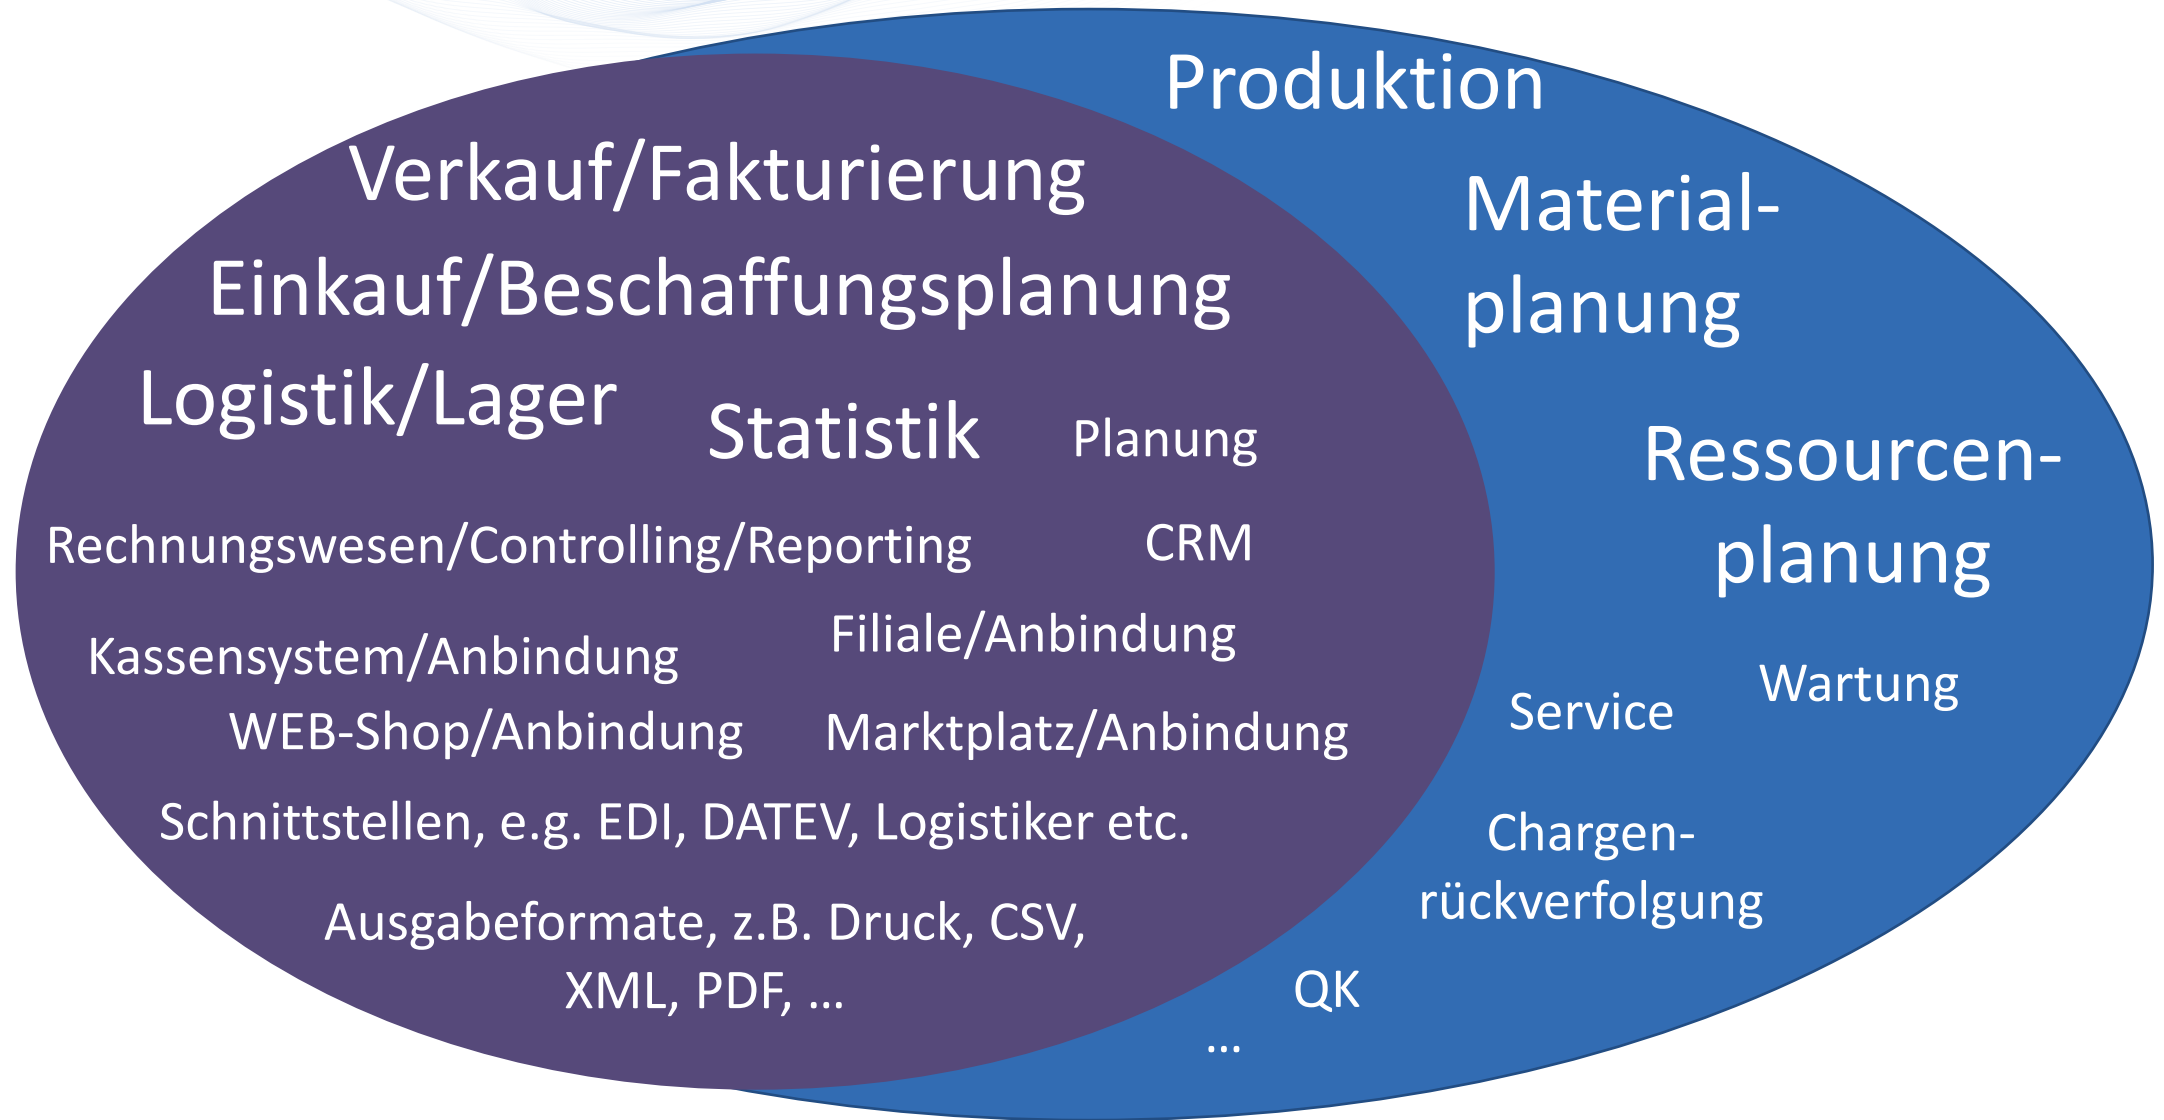 Produktion
Verkauf/Fakturierung
Material-
planung
Einkauf/Beschaffungsplanung
Logistik/Lager
Statistik
Planung
Ressourcen-
planung
Rechnungswesen/Controlling/Reporting
CRM
Kassensystem/Anbindung
Filiale/Anbindung
Service
Wartung
WEB-Shop/Anbindung
Marktplatz/Anbindung
Schnittstellen, e.g. EDI, DATEV, Logistiker etc.
Chargen-
rückverfolgung
Ausgabeformate, z.B. Druck, CSV,
XML, PDF, …
QK
…